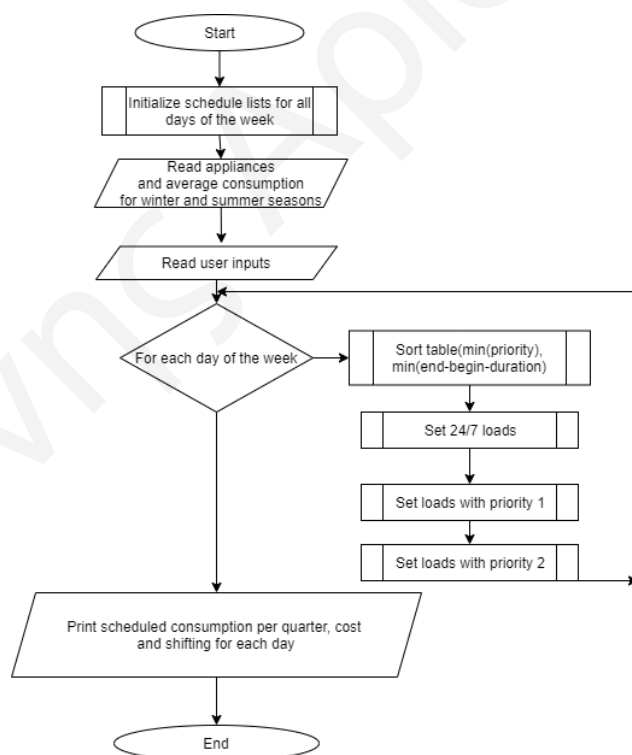 Start
Initialize schedule lists for all
days of the week
Read appliances
and average consumption
for winter and summer seasons
Read user inputs
For each day of the week
Sort table(min(priority),
min(end-begin-duration)
Set 24/7 loads
Set loads with priority 1
Set loads with priority 2
Print scheduled consumption per quarter, cost
and shifting for each day
End